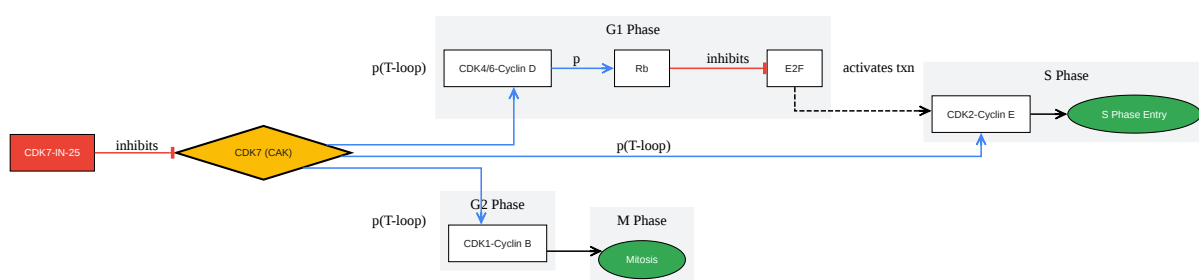 G1 Phase
p(T-loop)
CDK4/6-Cyclin D
p
Rb
inhibits
E2F
activates txn
S Phase
CDK2-Cyclin E
S Phase Entry
CDK7-IN-25
inhibits
CDK7 (CAK)
p(T-loop)
G2 Phase
p(T-loop)
CDK1-Cyclin B
M Phase
Mitosis